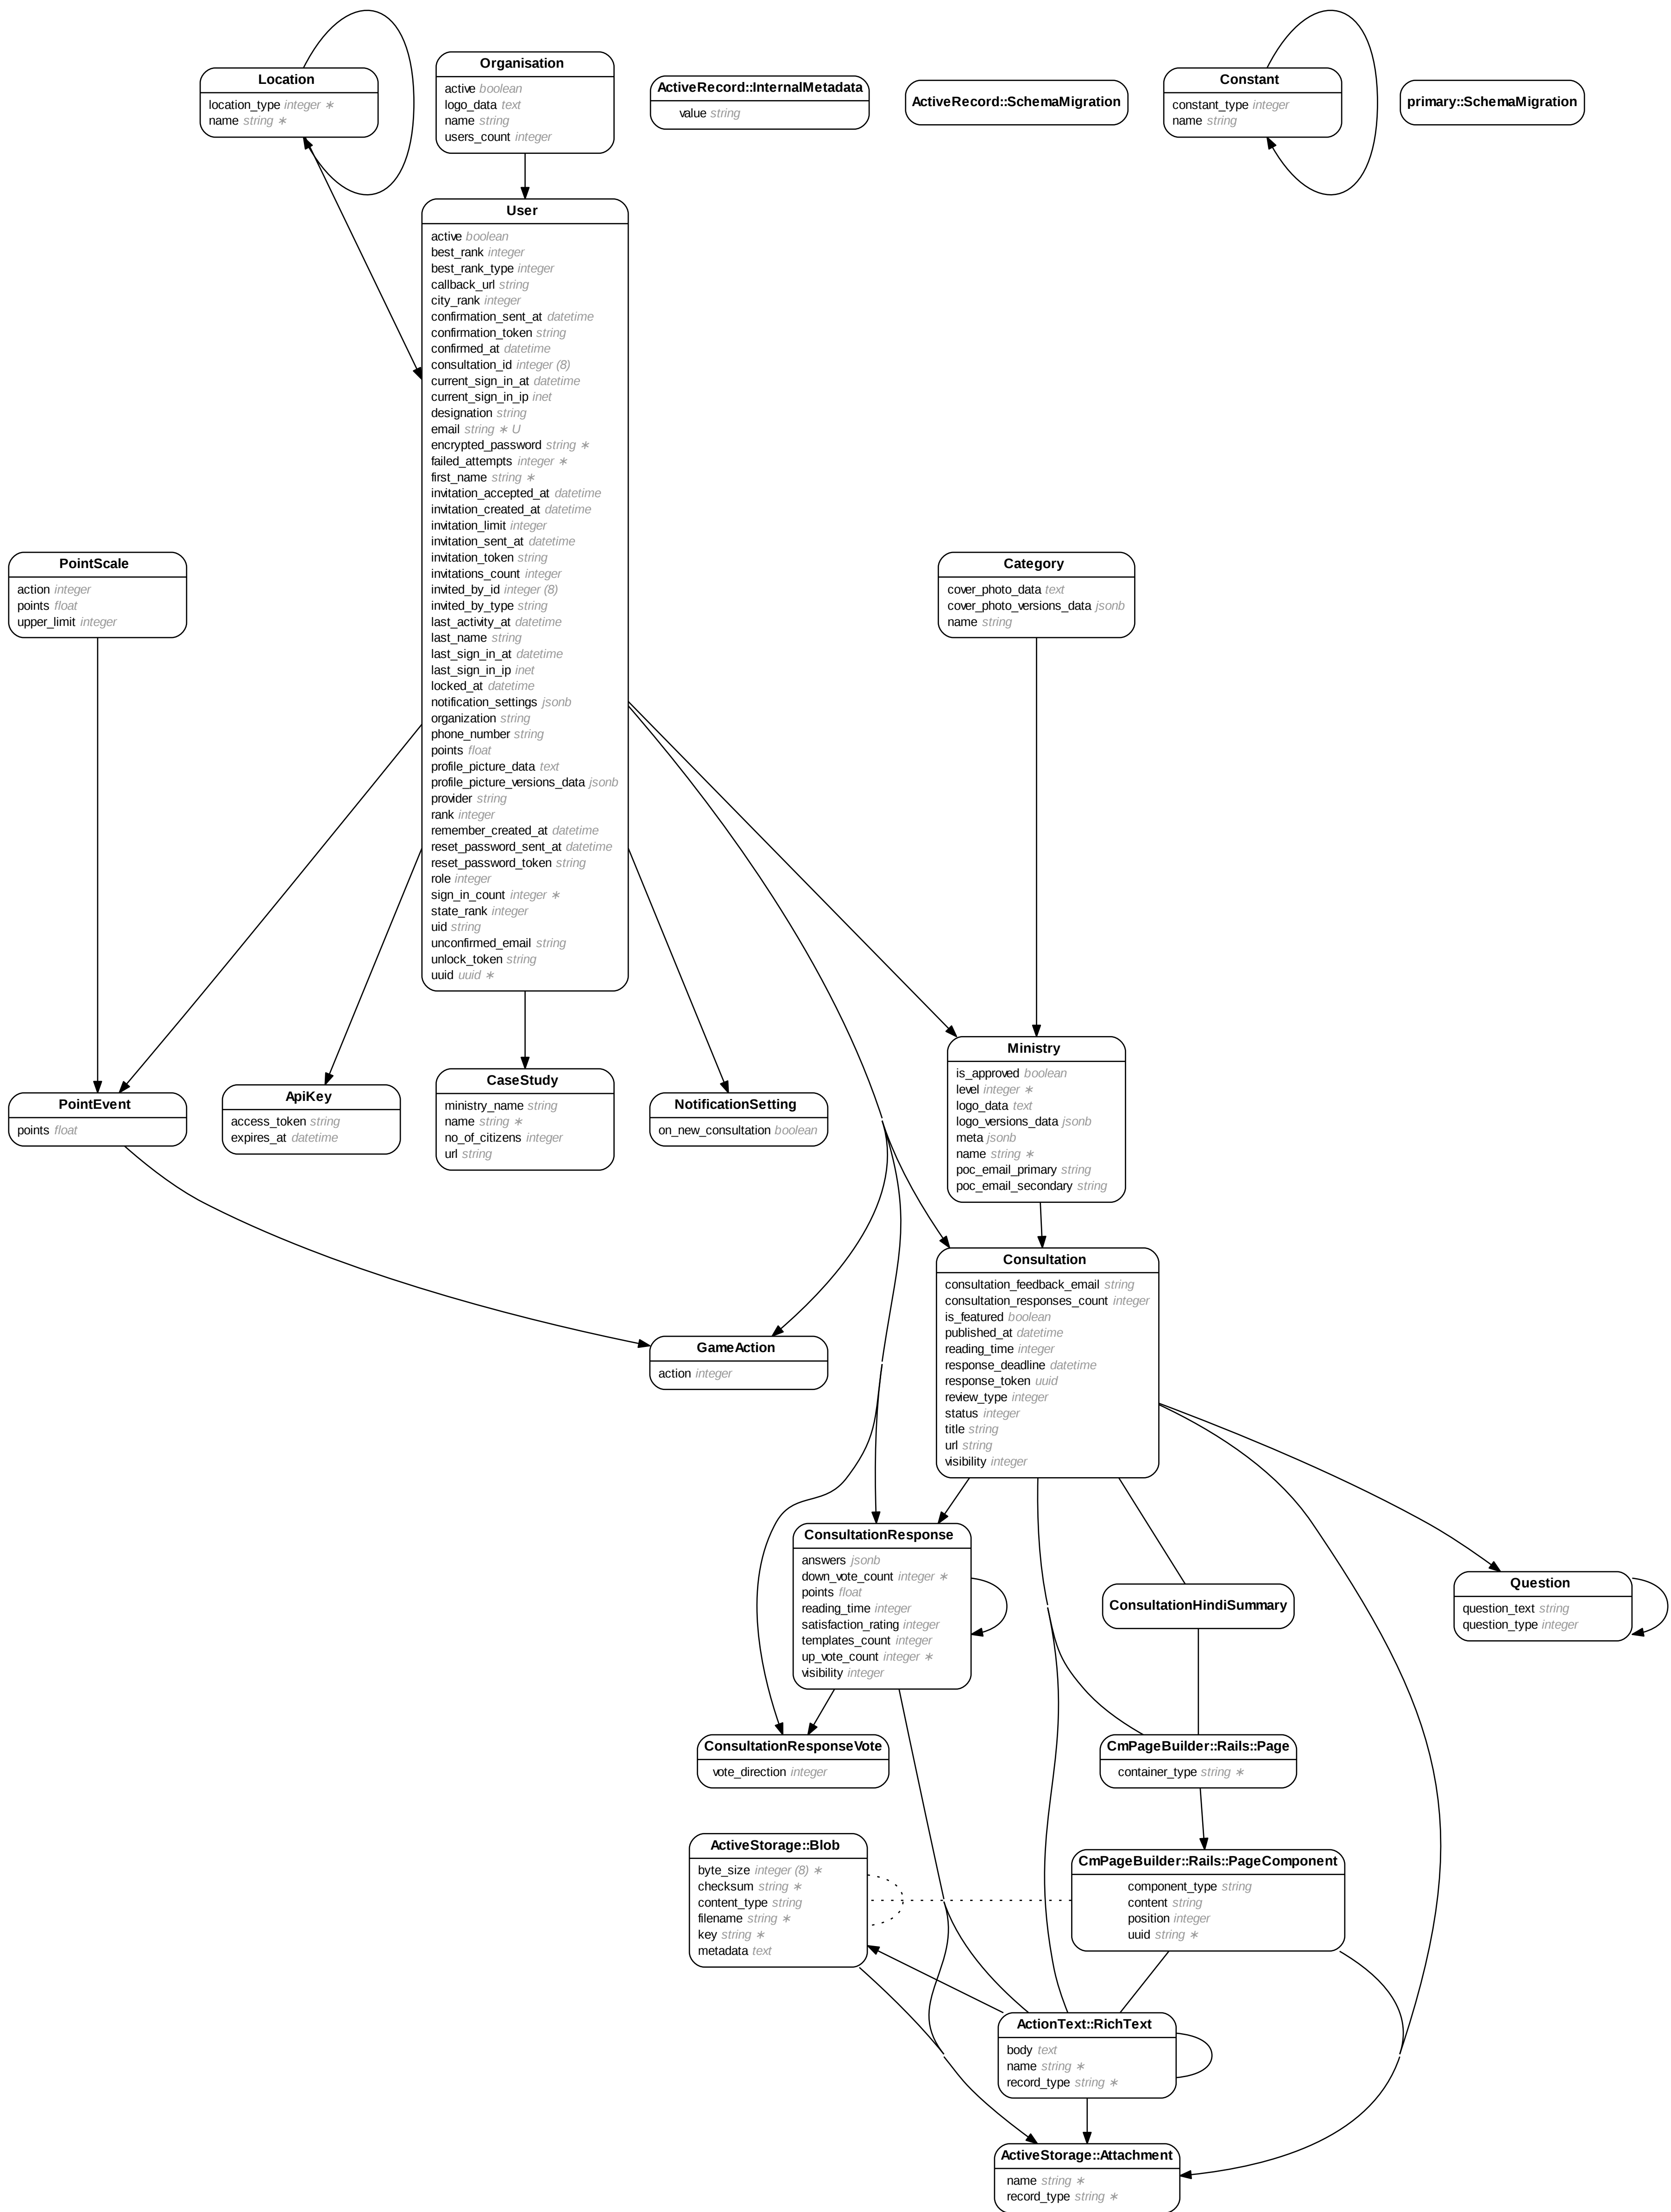 Location
location_type integer ∗
name string ∗
Organisation
active boolean
logo_data text
name string
users_count integer
ActiveRecord::InternalMetadata
value string
ActiveRecord::SchemaMigration
Constant
constant_type integer
name string
primary::SchemaMigration
User
active boolean
best_rank integer
best_rank_type integer
callback_url string
city_rank integer
confirmation_sent_at datetime
confirmation_token string
confirmed_at datetime
consultation_id integer (8)
current_sign_in_at datetime
current_sign_in_ip inet
designation string
email string ∗ U
encrypted_password string ∗
failed_attempts integer ∗
first_name string ∗
invitation_accepted_at datetime
invitation_created_at datetime
invitation_limit integer
invitation_sent_at datetime
invitation_token string
invitations_count integer
invited_by_id integer (8)
invited_by_type string
last_activity_at datetime
last_name string
last_sign_in_at datetime
last_sign_in_ip inet
locked_at datetime
notification_settings jsonb
organization string
phone_number string
points float
profile_picture_data text
profile_picture_versions_data jsonb
provider string
rank integer
remember_created_at datetime
reset_password_sent_at datetime
reset_password_token string
role integer
sign_in_count integer ∗
state_rank integer
uid string
unconfirmed_email string
unlock_token string
uuid uuid ∗
PointScale
action integer
points float
upper_limit integer
Category
cover_photo_data text
cover_photo_versions_data jsonb
name string
PointEvent
points float
ApiKey
access_token string
expires_at datetime
CaseStudy
ministry_name string
name string ∗
no_of_citizens integer
url string
NotificationSetting
on_new_consultation boolean
Ministry
is_approved boolean
level integer ∗
logo_data text
logo_versions_data jsonb
meta jsonb
name string ∗
poc_email_primary string
poc_email_secondary string
GameAction
action integer
Consultation
consultation_feedback_email string
consultation_responses_count integer
is_featured boolean
published_at datetime
reading_time integer
response_deadline datetime
response_token uuid
review_type integer
status integer
title string
url string
visibility integer
ConsultationResponse
answers jsonb
down_vote_count integer ∗
points float
reading_time integer
satisfaction_rating integer
templates_count integer
up_vote_count integer ∗
visibility integer
ConsultationHindiSummary
Question
question_text string
question_type integer
ConsultationResponseVote
vote_direction integer
CmPageBuilder::Rails::Page
container_type string ∗
ActiveStorage::Blob
byte_size integer (8) ∗
checksum string ∗
content_type string
filename string ∗
key string ∗
metadata text
CmPageBuilder::Rails::PageComponent
component_type string
content string
position integer
uuid string ∗
ActionText::RichText
body text
name string ∗
record_type string ∗
ActiveStorage::Attachment
name string ∗
record_type string ∗